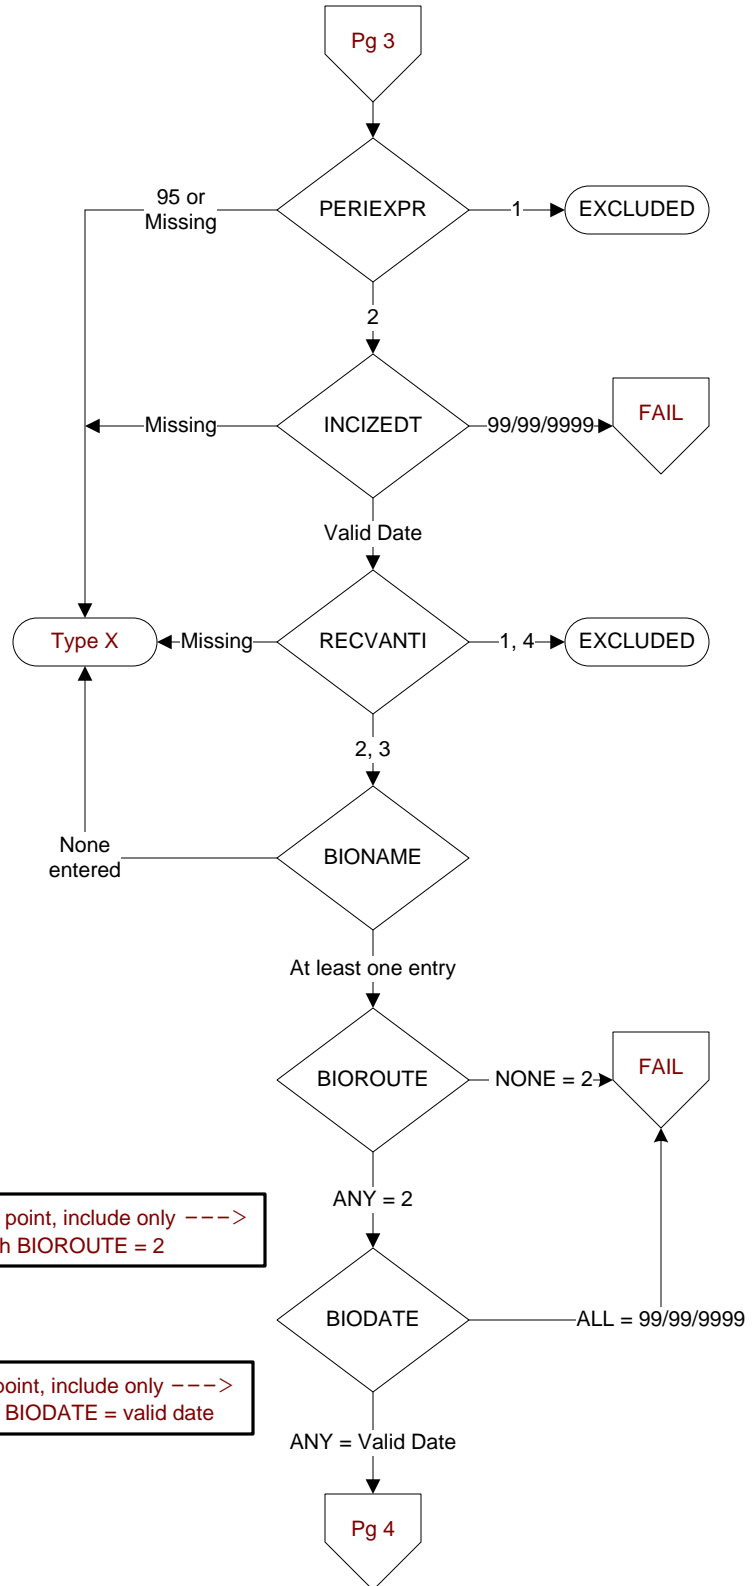 Pg 3
95 or
Missing
PERIEXPR
1
EXCLUDED
2
Missing
INCIZEDT
99/99/9999
FAIL
Valid Date
Type X
Missing
RECVANTI
1, 4
EXCLUDED
2, 3
None
entered
BIONAME
At least one entry
BIOROUTE
NONE = 2
FAIL
ANY = 2
point, include only --->
h BIOROUTE = 2
BIODATE
ALL = 99/99/9999
point, include only --->
BIODATE = valid date
ANY = Valid Date
Pg 4